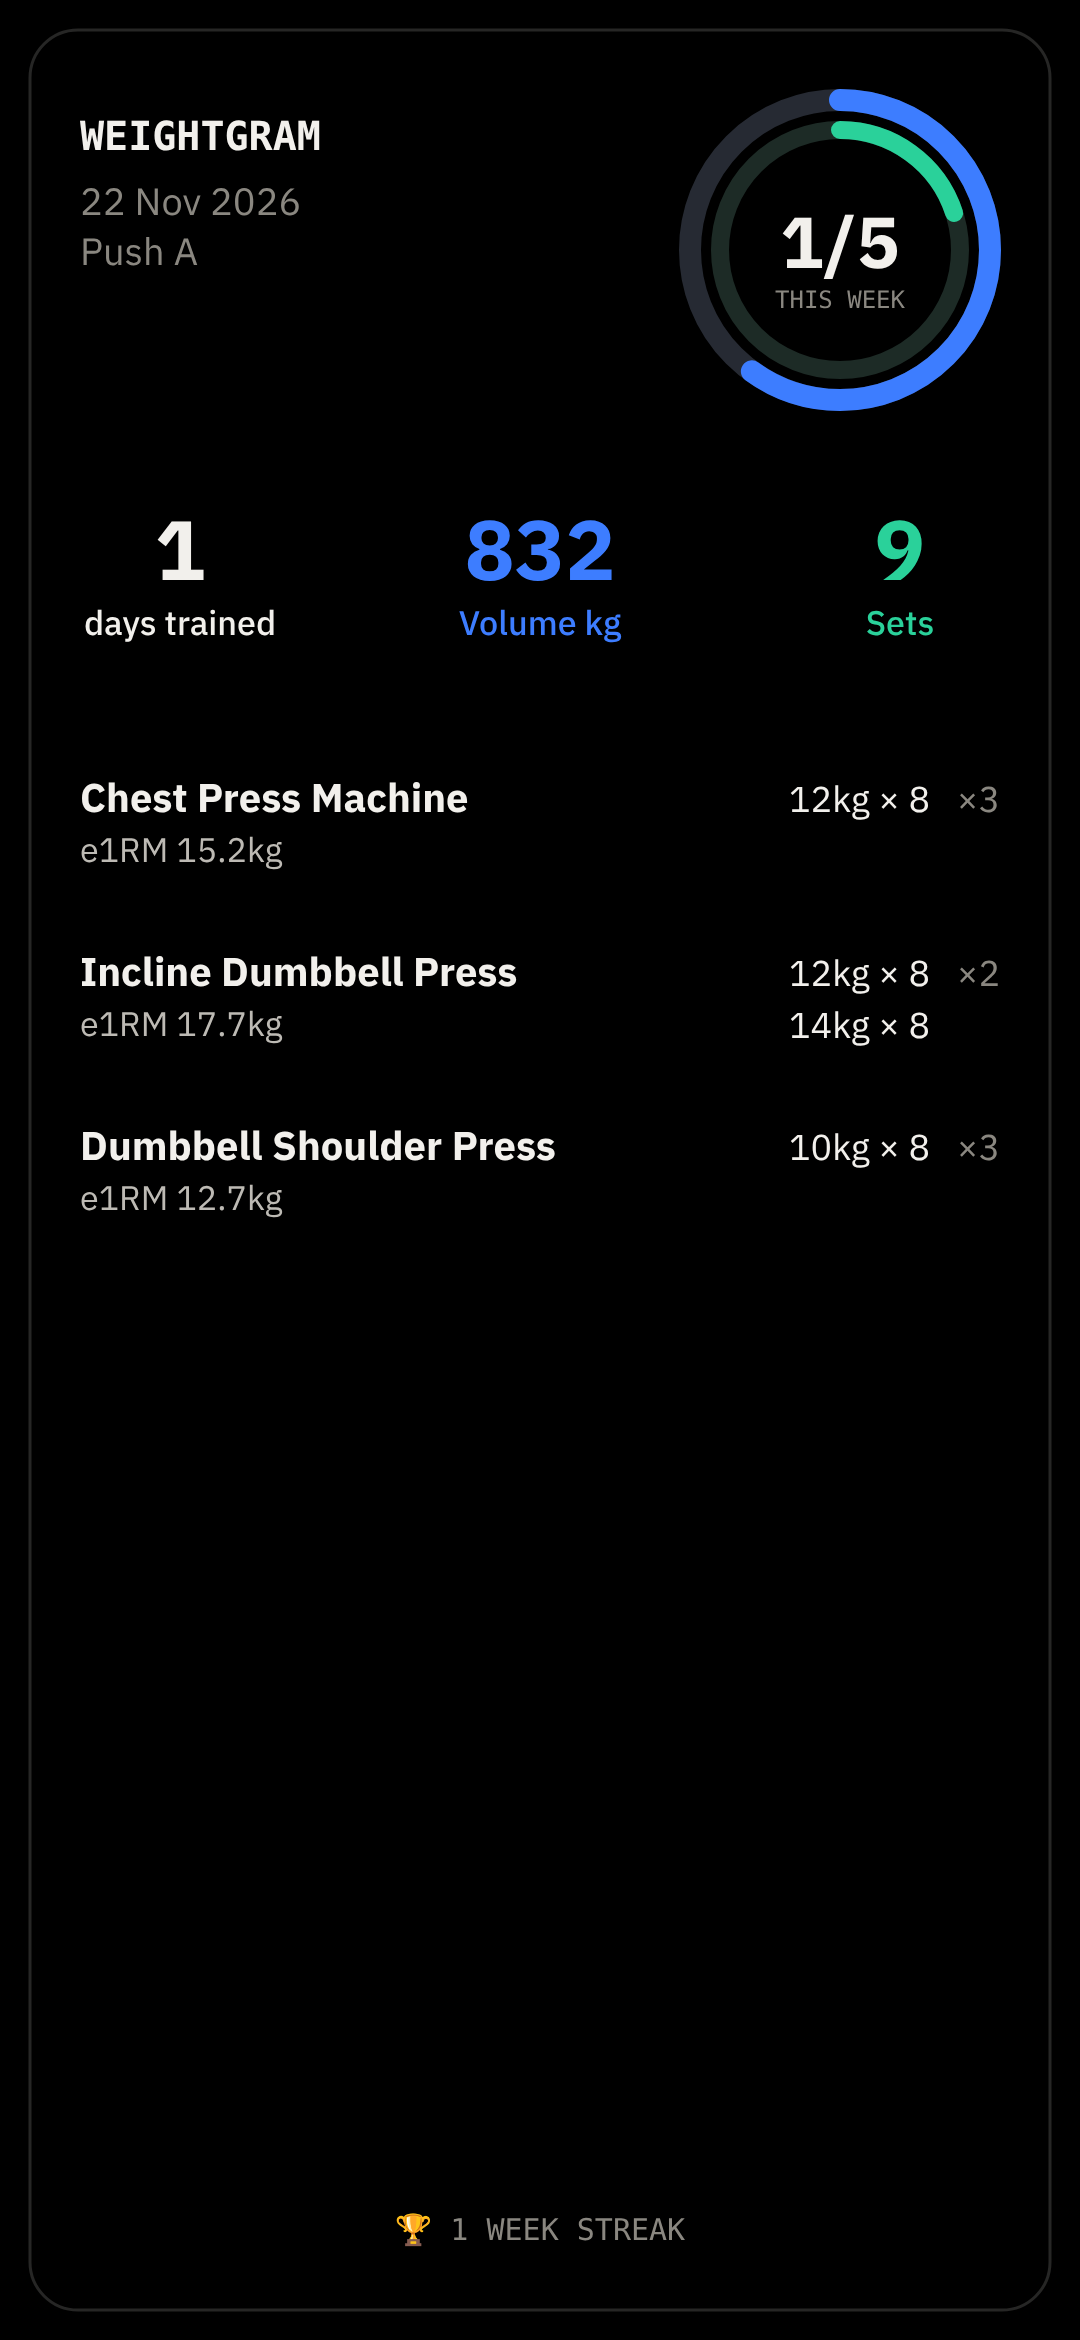 WEIGHTGRAM
22 Nov 2026
Push A
1/5
THIS WEEK
1
days trained
832
Volume kg
9
Sets
Chest Press Machine
12kg × 8 ×3
e1RM 15.2kg
Incline Dumbbell Press
12kg × 8 ×2
e1RM 17.7kg
14kg × 8
Dumbbell Shoulder Press
10kg × 8 ×3
e1RM 12.7kg
🏆 1 WEEK STREAK